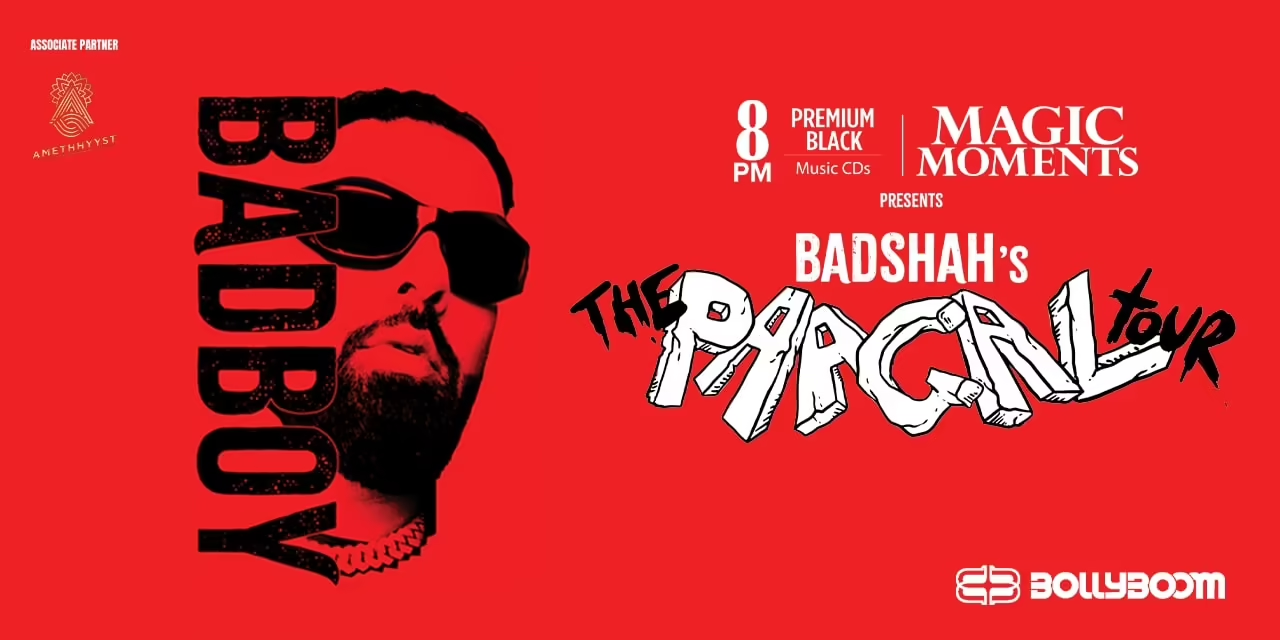 ASSOCIATE PARTNER
AMETHHYYST
BADBOY
8
PM
PREMIUM
BLACK
Music CDs
MAGIC
MOMENTS
PRESENTS
BADSHAH'S
THE PAAGAL TOUR
BOLLYBOOM